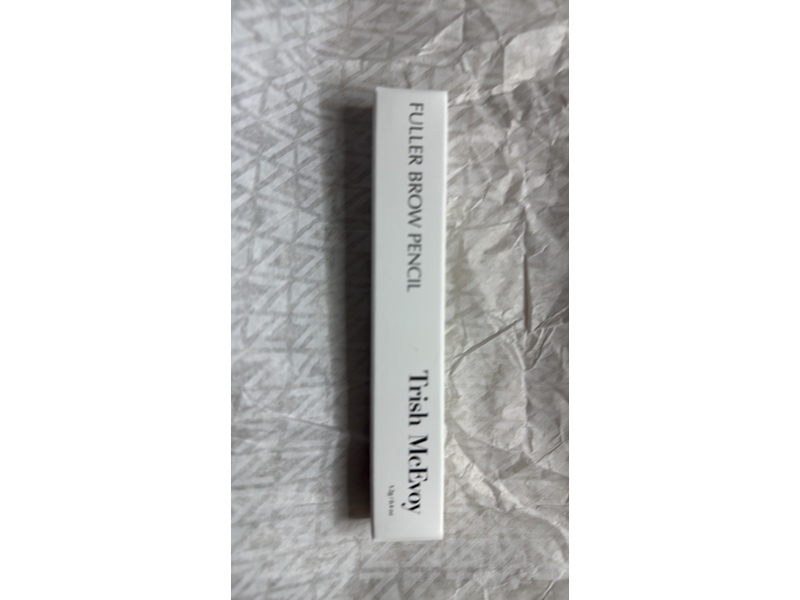 FULLER BROW PENCIL
Trish McEvoy